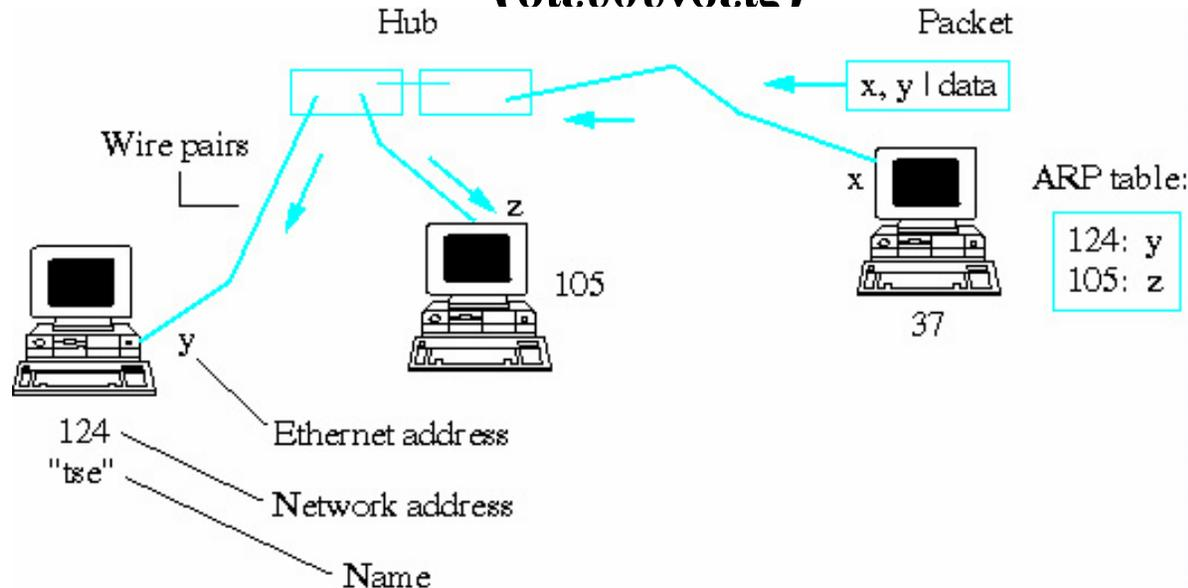 Hub
Packet
x, y | data
Wire pairs
x
ARP table:
z
124: y
105: z
105
37
y
124
Ethernet address
"tse"
Network address
Name